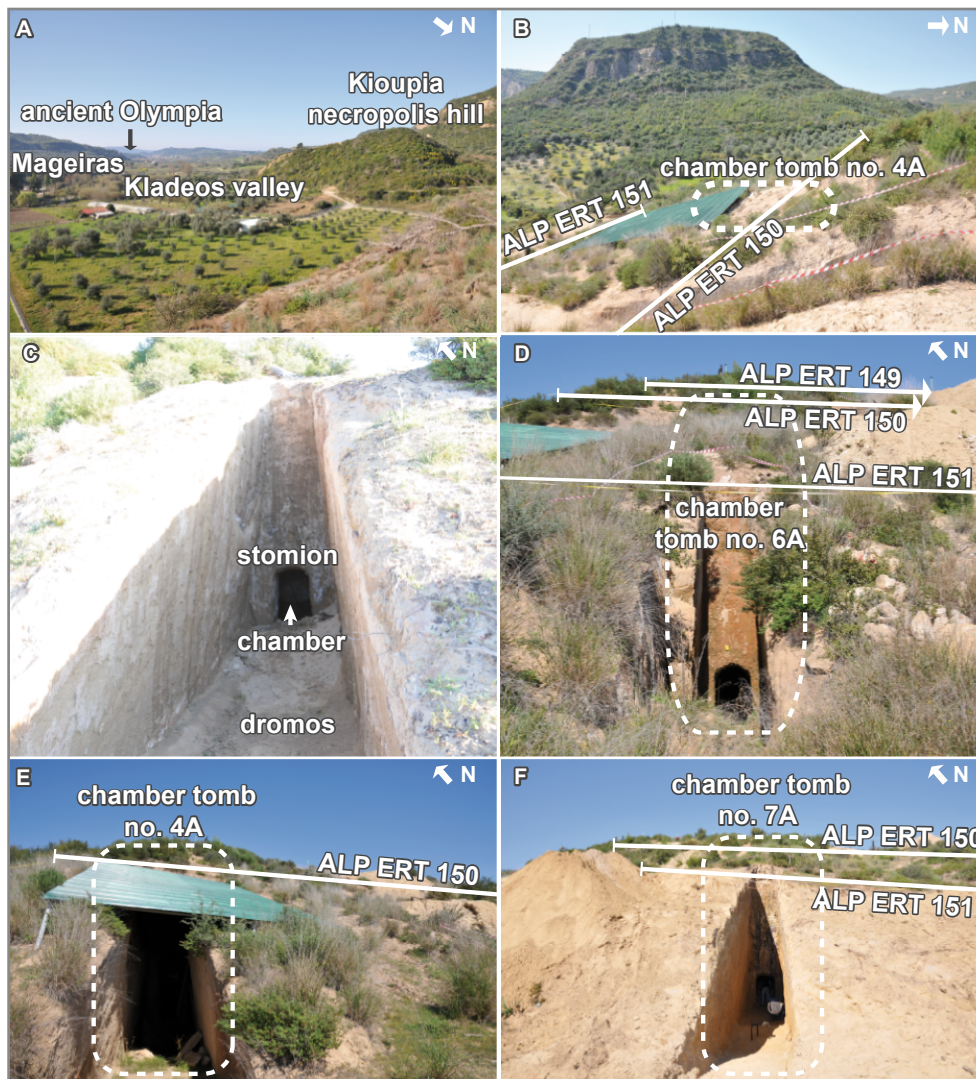 A
N
ancient Olympia
Kioupia
necropolis hill
Mageiras
Kladeos valley
B
N
chamber tomb no. 4A
ALP ERT 151
ALP ERT 150
C
N
stomion
chamber
dromos
D
N
ALP ERT 149
ALP ERT 150
ALP ERT 151
chamber
tomb no. 6A
E
N
chamber tomb
no. 4A
ALP ERT 150
F
N
chamber tomb
no. 7A
ALP ERT 150
ALP ERT 151